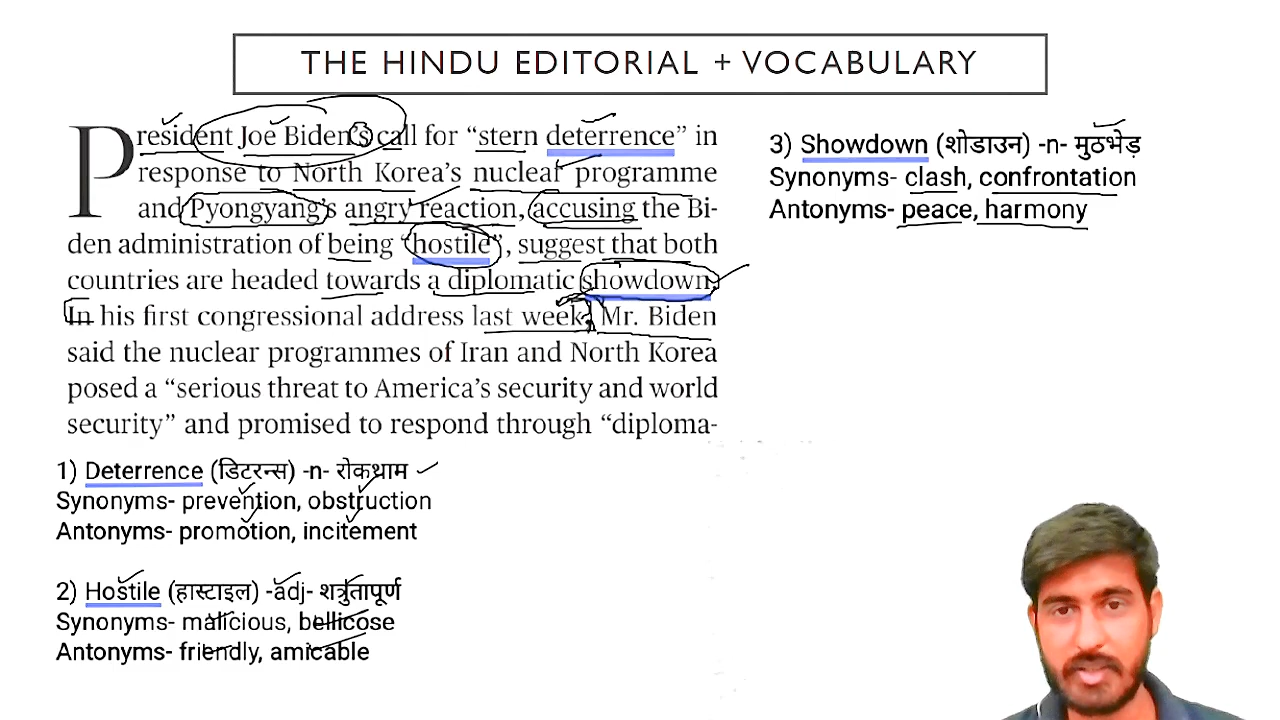 THE HINDU EDITORIAL + VOCABULARY
President Joe Biden's call for “stern deterrence” in
response to North Korea's nuclear programme
and Pyongyang's angry reaction, accusing the Bi-
den administration of being “hostile”, suggest that both
countries are headed towards a diplomatic showdown.
In his first congressional address last week, Mr. Biden
said the nuclear programmes of Iran and North Korea
posed a “serious threat to America's security and world
security” and promised to respond through “diploma-
1) Deterrence (डिटरन्स) -n- रोकथाम
Synonyms- prevention, obstruction
Antonyms- promotion, incitement
2) Hostile (हास्टाइल) -adj- शत्रुतापूर्ण
Synonyms- malicious, bellicose
Antonyms- friendly, amicable
3) Showdown (शोडाउन) -n- मुठभेड़
Synonyms- clash, confrontation
Antonyms- peace, harmony